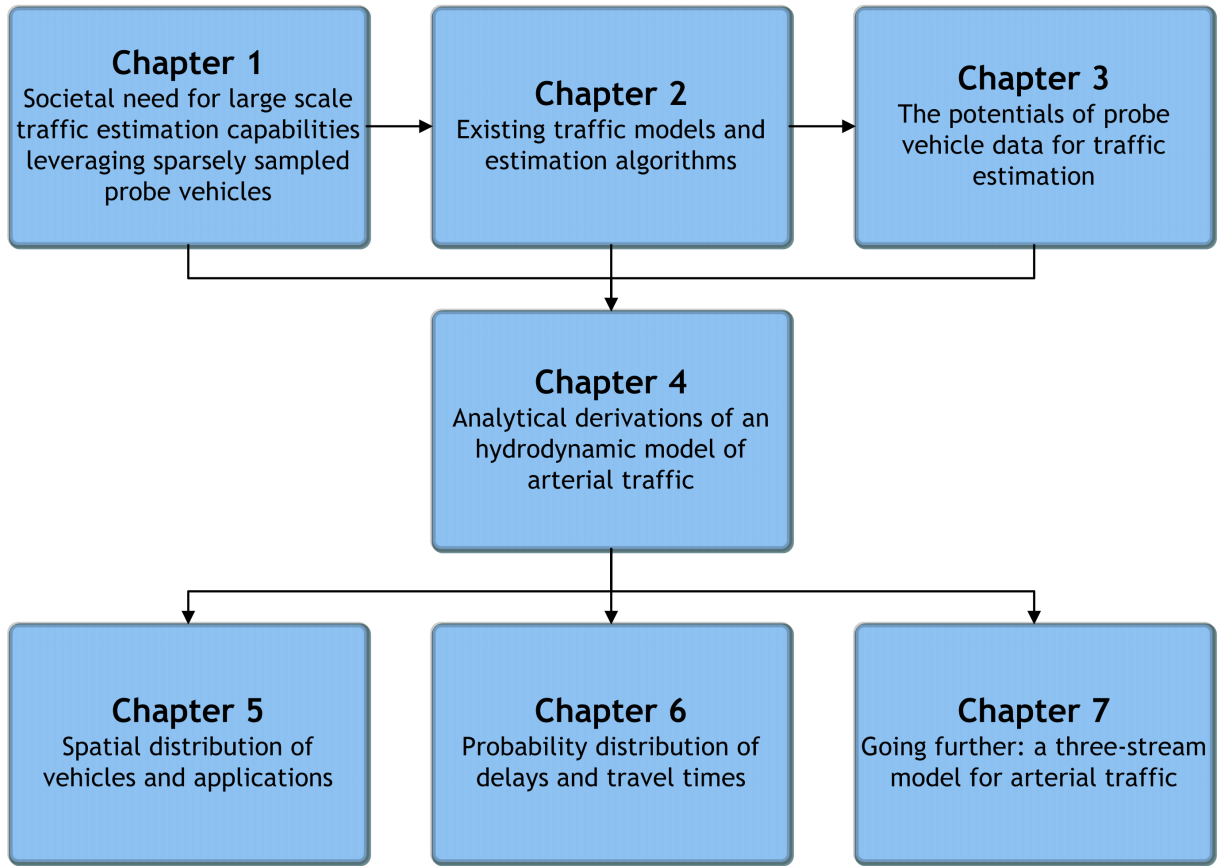 Chapter 1
Societal need for large scale
traffic estimation capabilities
leveraging sparsely sampled
probe vehicles
Chapter 2
Existing traffic models and
estimation algorithms
Chapter 3
The potentials of probe
vehicle data for traffic
estimation
Chapter 4
Analytical derivations of an
hydrodynamic model of
arterial traffic
Chapter 5
Spatial distribution of
vehicles and applications
Chapter 6
Probability distribution of
delays and travel times
Chapter 7
Going further: a three-stream
model for arterial traffic